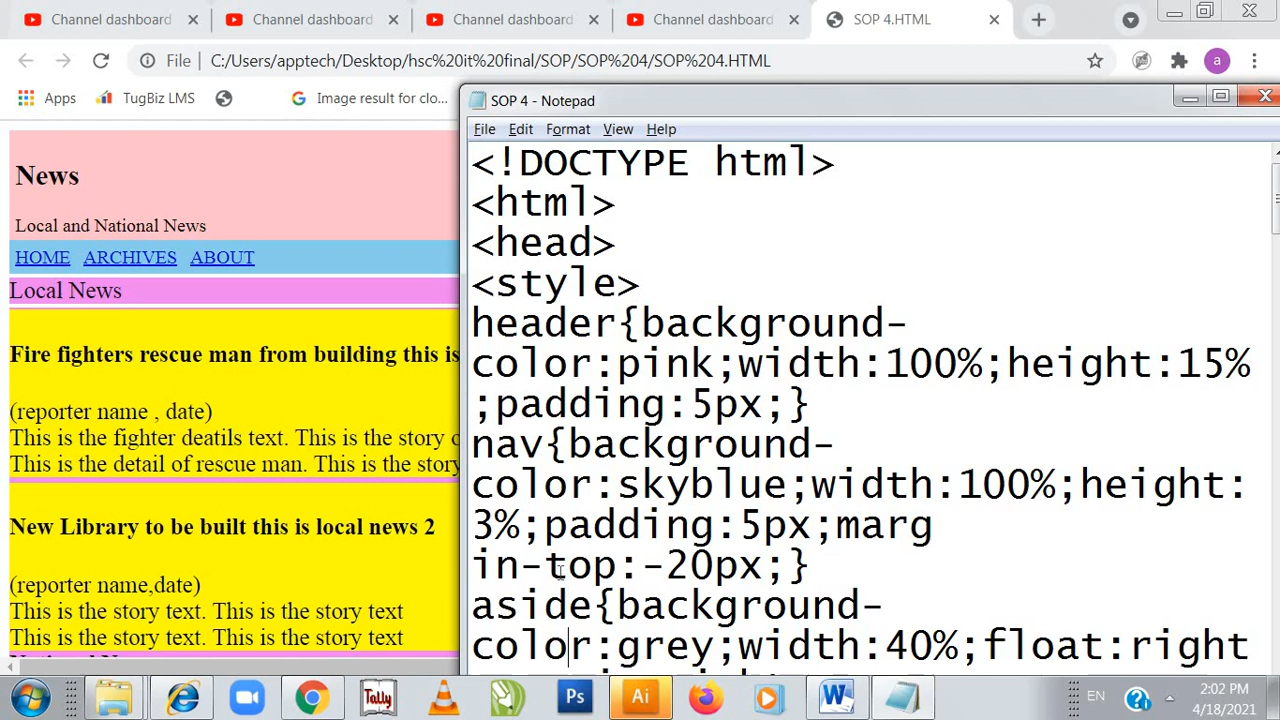 Channel dashboard
Channel dashboard
Channel dashboard
Channel dashboard
SOP 4.HTML
File
C:/Users/apptech/Desktop/hsc%20it%20final/SOP/SOP%204/SOP%204.HTML
a
Apps
TugBiz LMS
Image result for clo...
News
Local and National News
HOME ARCHIVES ABOUT
Local News
Fire fighters rescue man from building this is
(reporter name , date)
This is the fighter deatils text. This is the story
This is the detail of rescue man. This is the story
New Library to be built this is local news 2
(reporter name,date)
This is the story text. This is the story text
This is the story text. This is the story text
SOP 4 - Notepad
File Edit Format View Help
<!DOCTYPE html>
<html>
<head>
<style>
header{background-
color:pink;width:100%;height:15%
;padding:5px;}
nav{background-
color:skyblue;width:100%;height:
3%;padding:5px;marg
in-top:-20px;}
aside{background-
color:grey;width:40%;float:right
Tally
Ps
Ai
EN
2:02 PM
4/18/2021